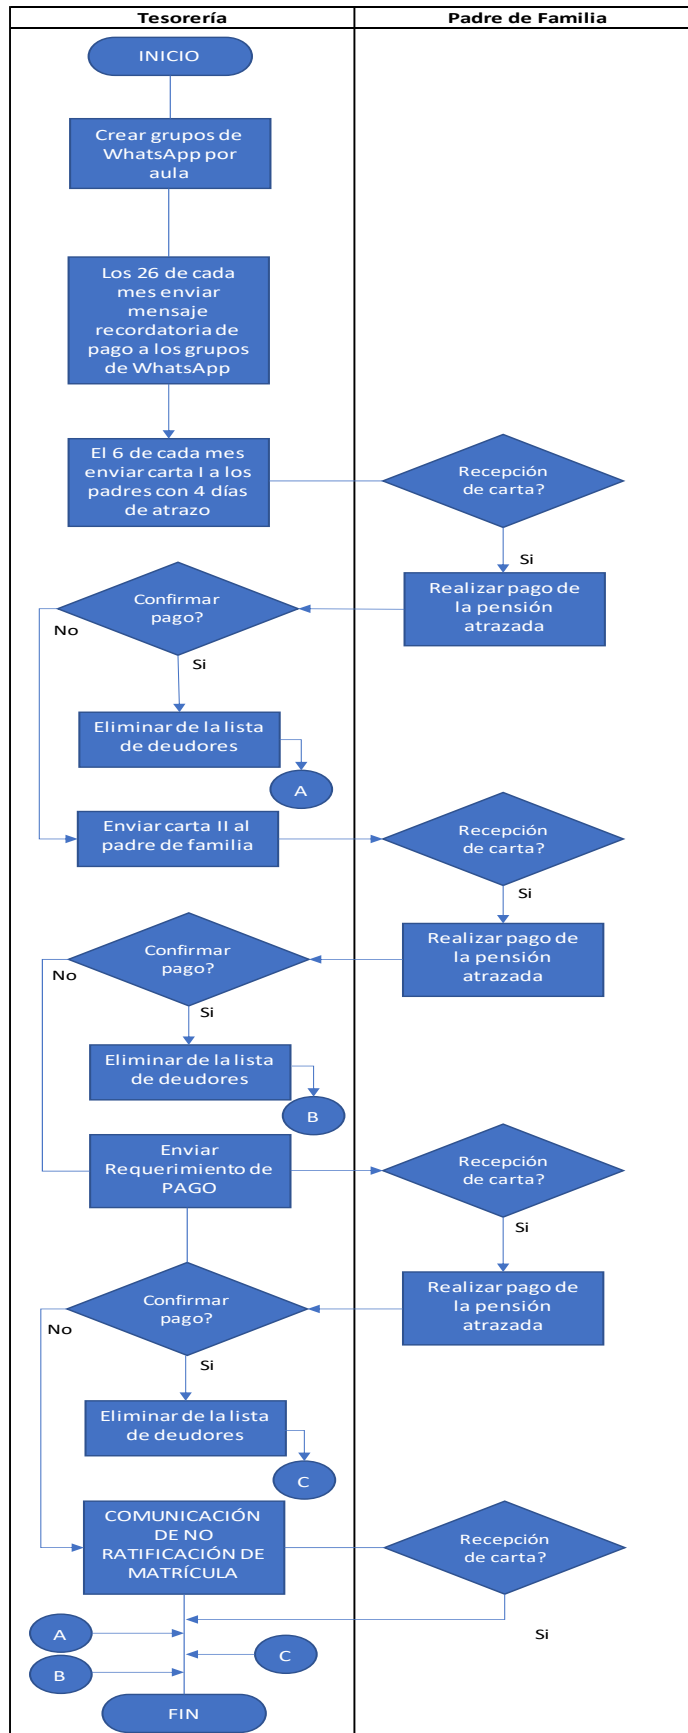 Tesorería
Padre de Familia
INICIO
Crear grupos de
WhatsApp por
aula
Los 26 de cada
mes enviar
mensaje
recordatoria de
pago a los grupos
de WhatsApp
El 6 de cada mes
enviar carta I a los
padres con 4 días
de atrazo
Recepción
de carta?
Si
Realizar pago de
la pensión
atrazada
Confirmar
pago?
No
Si
Eliminar de la lista
de deudores
A
Enviar carta II al
padre de familia
Recepción
de carta?
Si
Realizar pago de
la pensión
atrazada
Confirmar
pago?
No
Si
Eliminar de la lista
de deudores
B
Enviar
Requerimiento de
PAGO
Recepción
de carta?
Si
Realizar pago de
la pensión
atrazada
Confirmar
pago?
No
Si
Eliminar de la lista
de deudores
C
COMUNICACIÓN
DE NO
RATIFICACIÓN DE
MATRÍCULA
Recepción
de carta?
Si
A
C
B
FIN